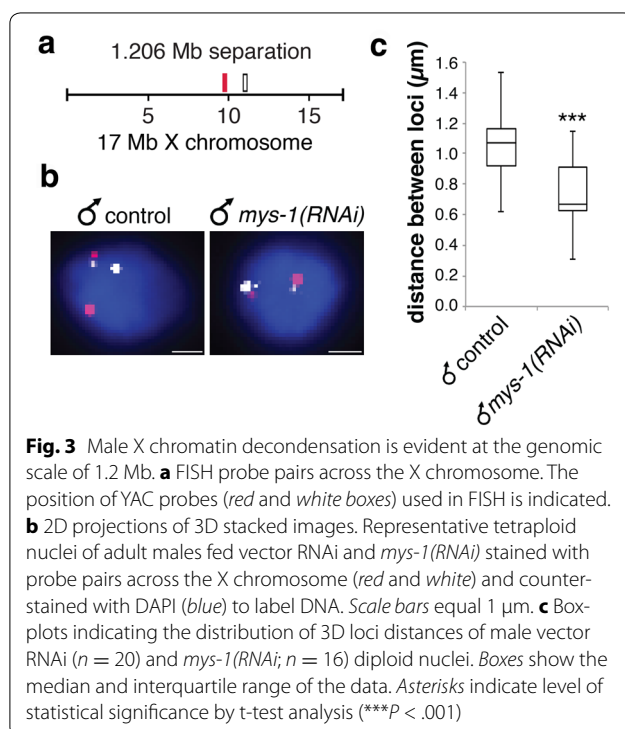 a
1.206 Mb separation
5 10 15
17 Mb X chromosome
b
♂ control ♂ mys-1(RNAi)
c
distance between loci (µm)
1.6
1.4
1.2
1.0
0.8
0.6
0.4
0.2
0.0
***
♂ control
♂ mys-1(RNAi)
Fig. 3 Male X chromatin decondensation is evident at the genomic
scale of 1.2 Mb. a FISH probe pairs across the X chromosome. The
position of YAC probes (red and white boxes) used in FISH is indicated.
b 2D projections of 3D stacked images. Representative tetraploid
nuclei of adult males fed vector RNAi and mys-1(RNAi) stained with
probe pairs across the X chromosome (red and white) and counter-
stained with DAPI (blue) to label DNA. Scale bars equal 1 µm. c Box-
plots indicating the distribution of 3D loci distances of male vector
RNAi (n = 20) and mys-1(RNAi; n = 16) diploid nuclei. Boxes show the
median and interquartile range of the data. Asterisks indicate level of
statistical significance by t-test analysis (***P < .001)